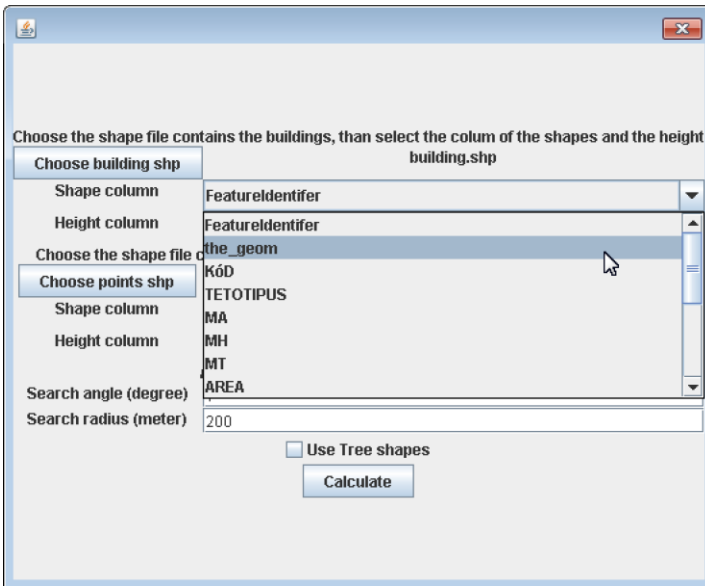 Choose the shape file contains the buildings, than select the colum of the shapes and the height
Choose building shp
building.shp
Shape column
FeatureIdentifer
Height column
FeatureIdentifer
Choose the shape file
the_geom
KóD
Choose points shp
TETOTIPUS
Shape column
MA
Height column
MH
MT
AREA
Search angle (degree)
Search radius (meter)
200
Use Tree shapes
Calculate